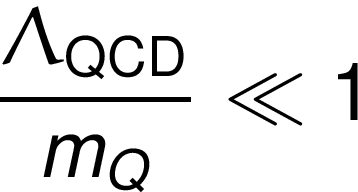 Λ_QCD / m_Q ≪ 1